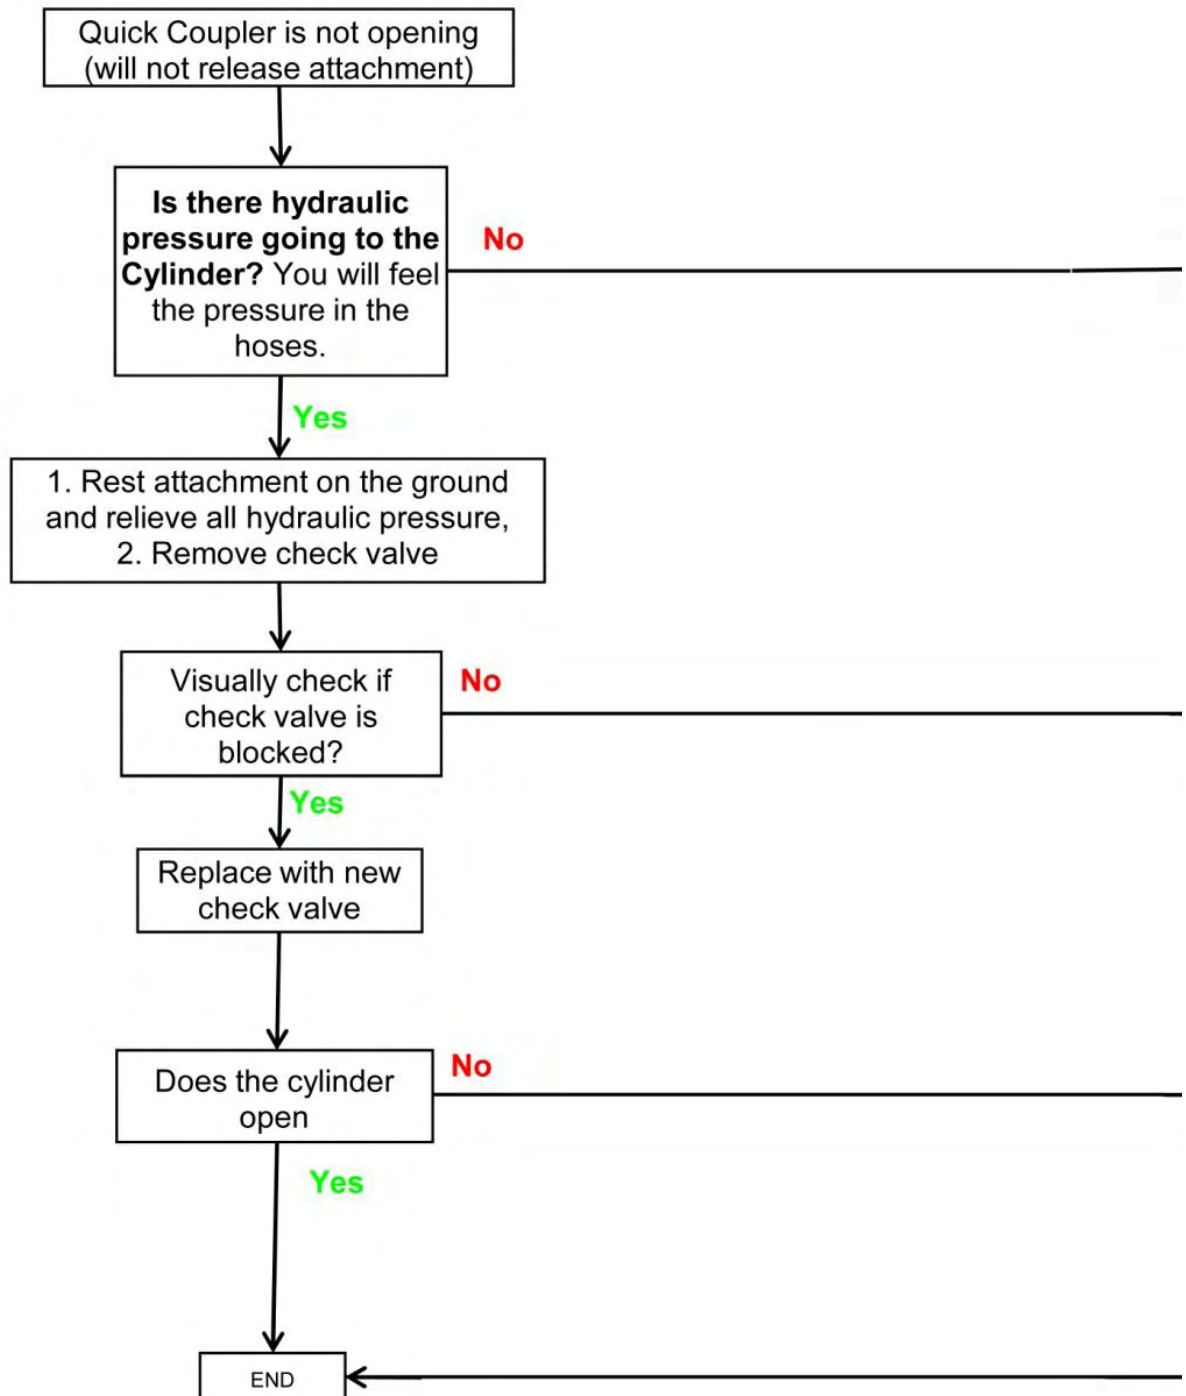 Quick Coupler is not opening
(will not release attachment)
Is there hydraulic
pressure going to the
Cylinder? You will feel
the pressure in the
hoses.
No
Yes
1. Rest attachment on the ground
and relieve all hydraulic pressure,
2. Remove check valve
Visually check if
check valve is
blocked?
No
Yes
Replace with new
check valve
Does the cylinder
open
No
Yes
END